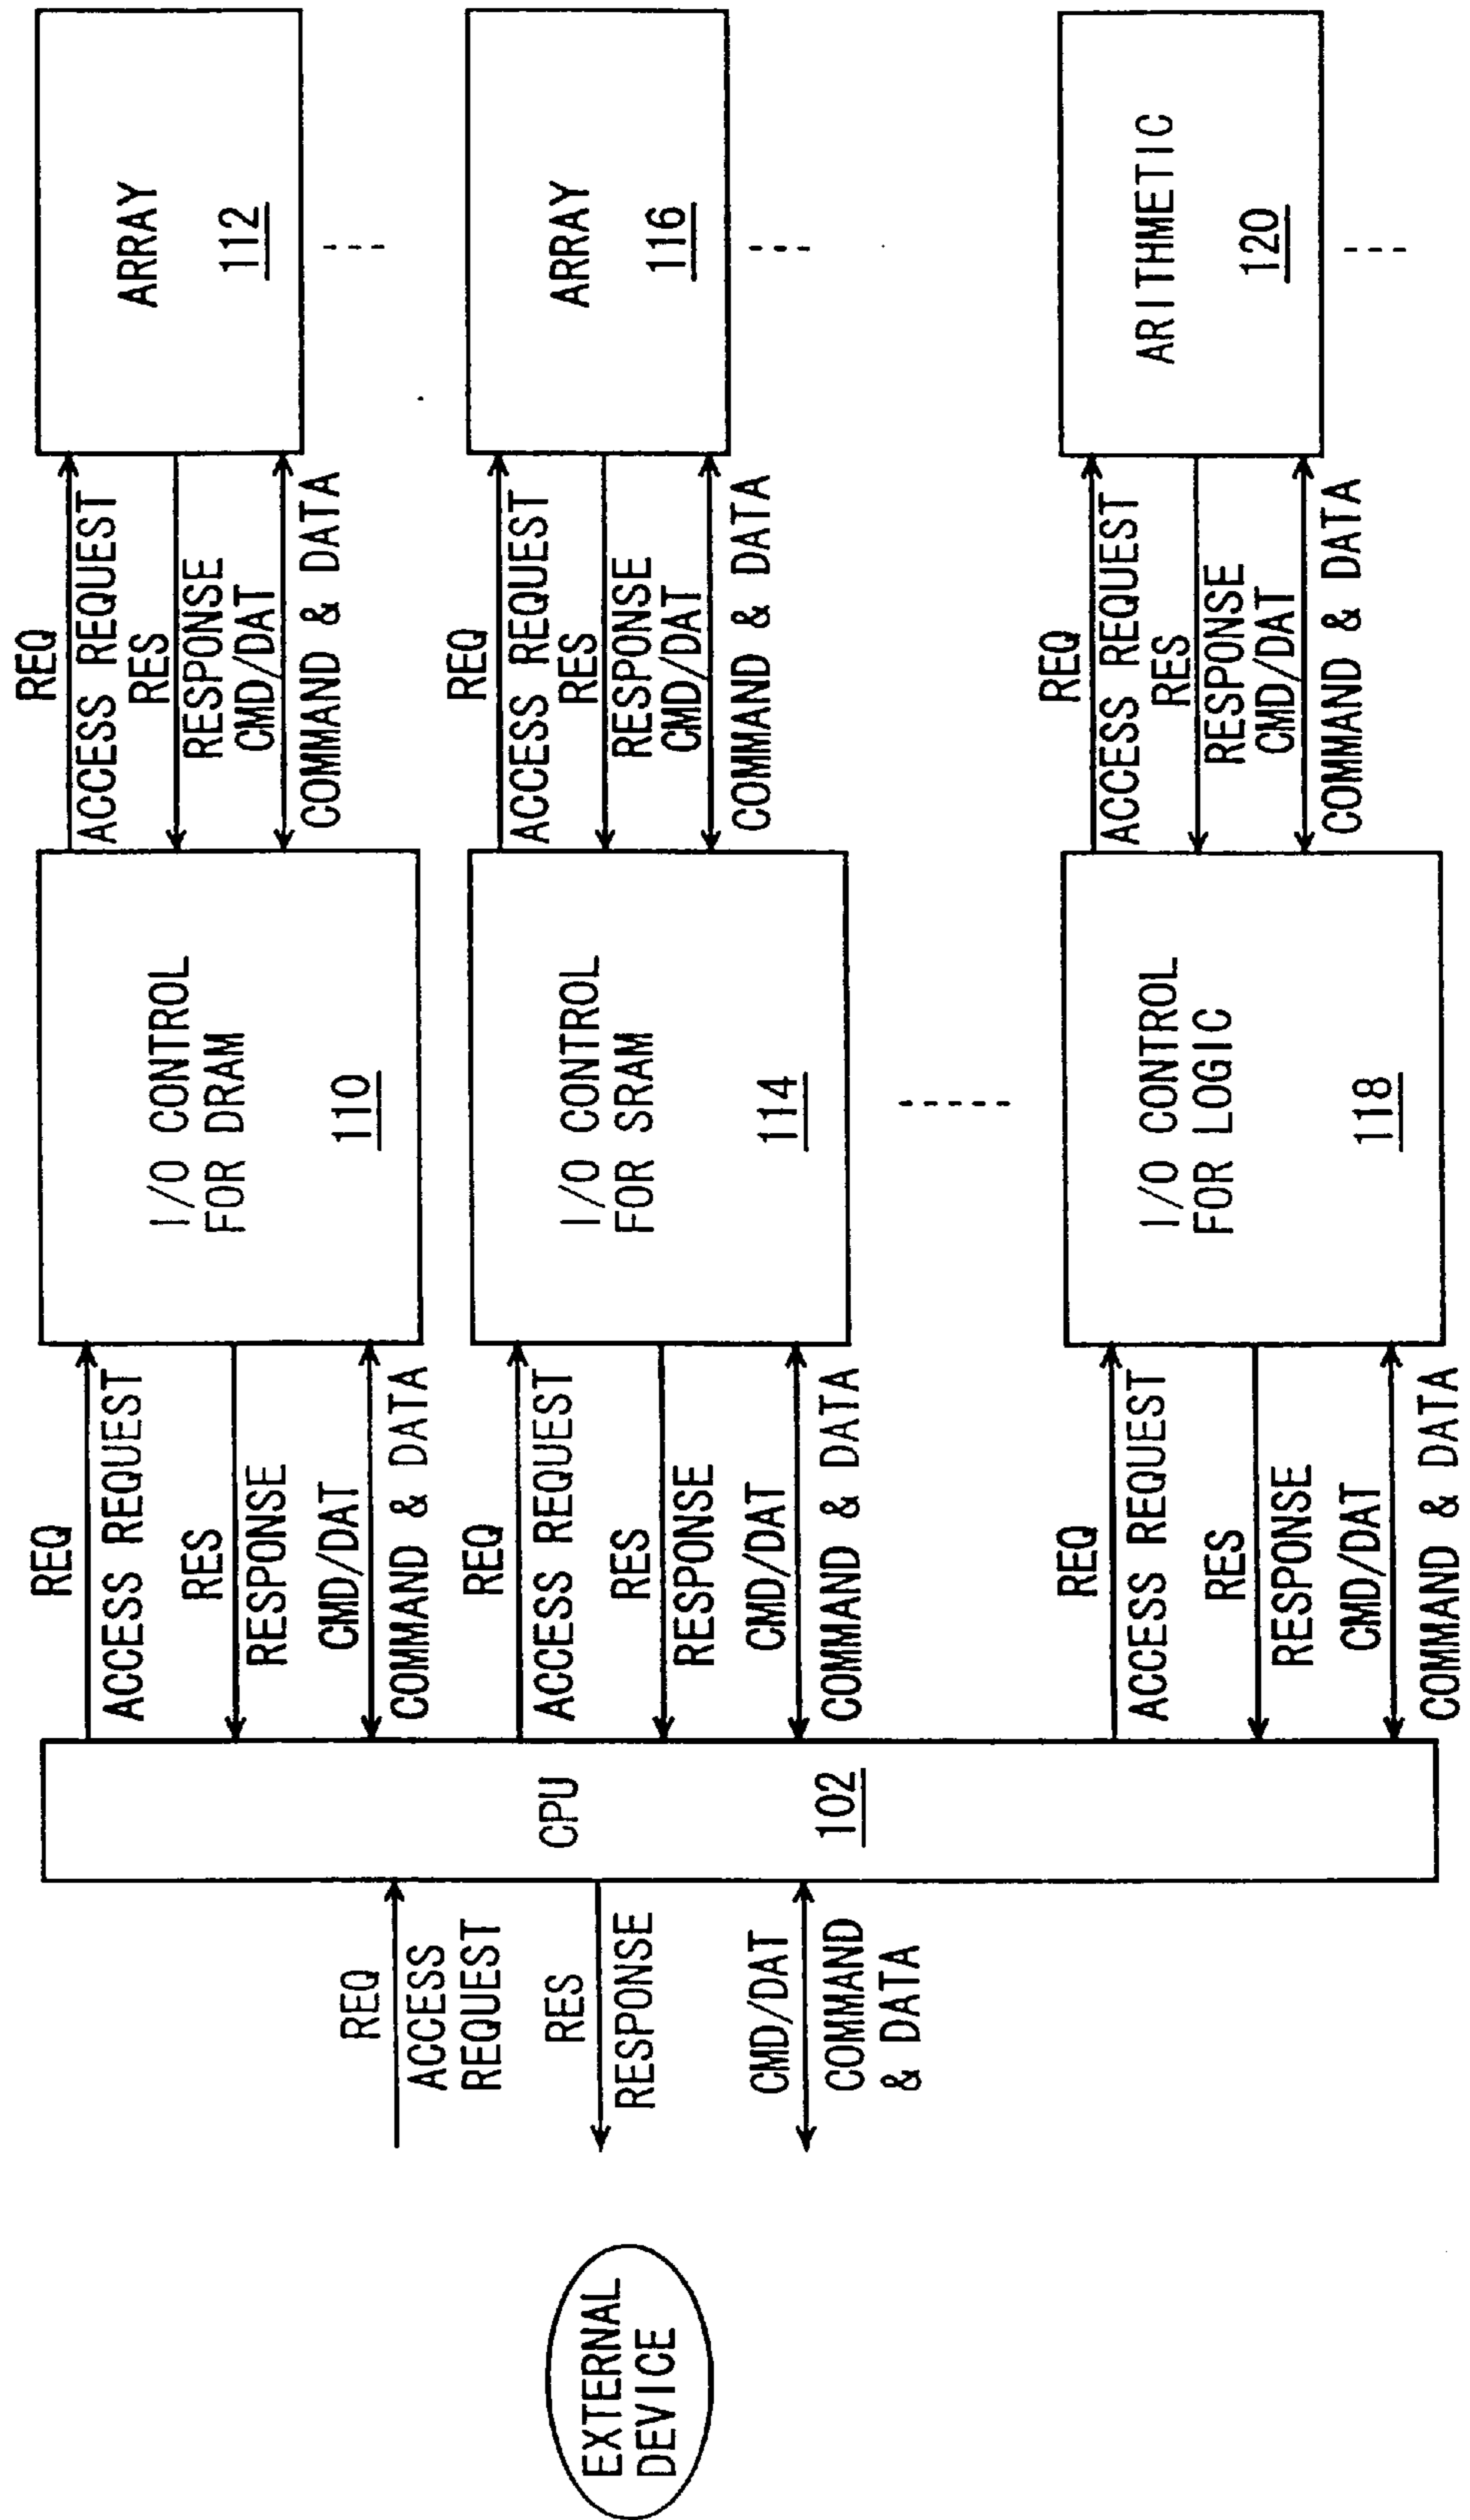 EXTERNAL
DEVICE
REQ
ACCESS
REQUEST
RES
RESPONSE
CMD/DAT
COMMAND
& DATA
CPU
102
REQ
ACCESS REQUEST
RES
RESPONSE
CMD/DAT
COMMAND & DATA
I/O CONTROL
FOR DRAM
110
REQ
ACCESS REQUEST
RES
RESPONSE
CMD/DAT
COMMAND & DATA
ARRAY
112
REQ
ACCESS REQUEST
RES
RESPONSE
CMD/DAT
COMMAND & DATA
I/O CONTROL
FOR SRAM
114
REQ
ACCESS REQUEST
RES
RESPONSE
CMD/DAT
COMMAND & DATA
ARRAY
116
REQ
ACCESS REQUEST
RES
RESPONSE
CMD/DAT
COMMAND & DATA
I/O CONTROL
FOR LOGIC
118
REQ
ACCESS REQUEST
RES
RESPONSE
CMD/DAT
COMMAND & DATA
ARITHMETIC
120